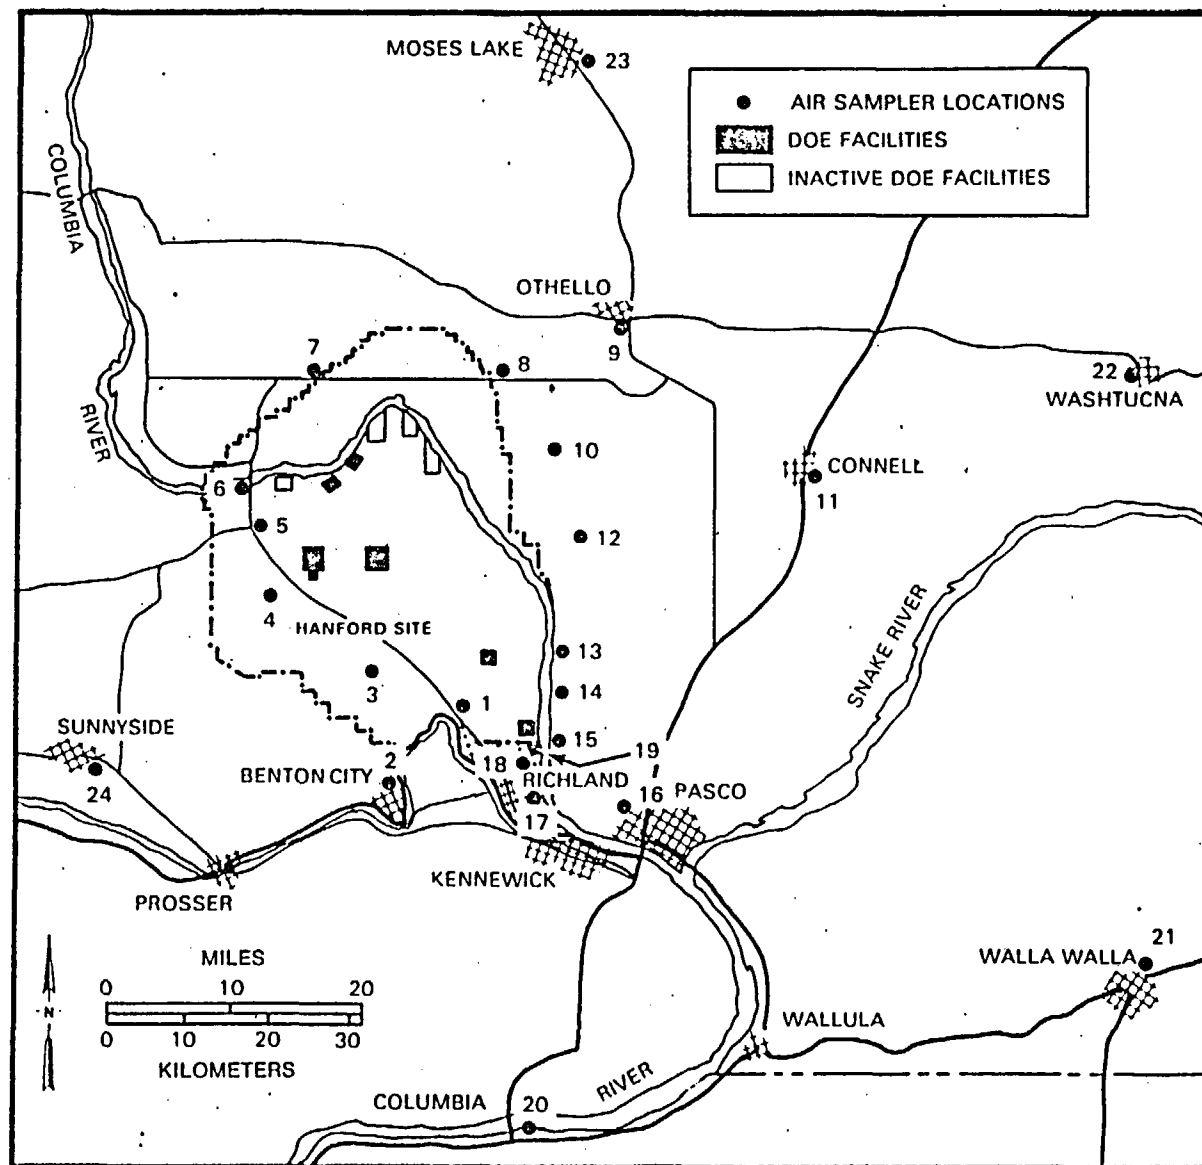 MOSES LAKE
23
AIR SAMPLER LOCATIONS
DOE FACILITIES
INACTIVE DOE FACILITIES
COLUMBIA
OTHELLO
9
7
8
22
WASHTUCNA
RIVER
10
CONNELL
11
6
5
12
4
HANFORD SITE
SNAKE RIVER
13
3
14
1
SUNNYSIDE
15
19
2
18
BENTON CITY
RICHLAND
16
PASCO
24
17
KENNEWICK
PROSSER
21
WALLA WALLA
MILES
0 10 20
N
0 10 20 30
KILOMETERS
WALLULA
RIVER
COLUMBIA
20